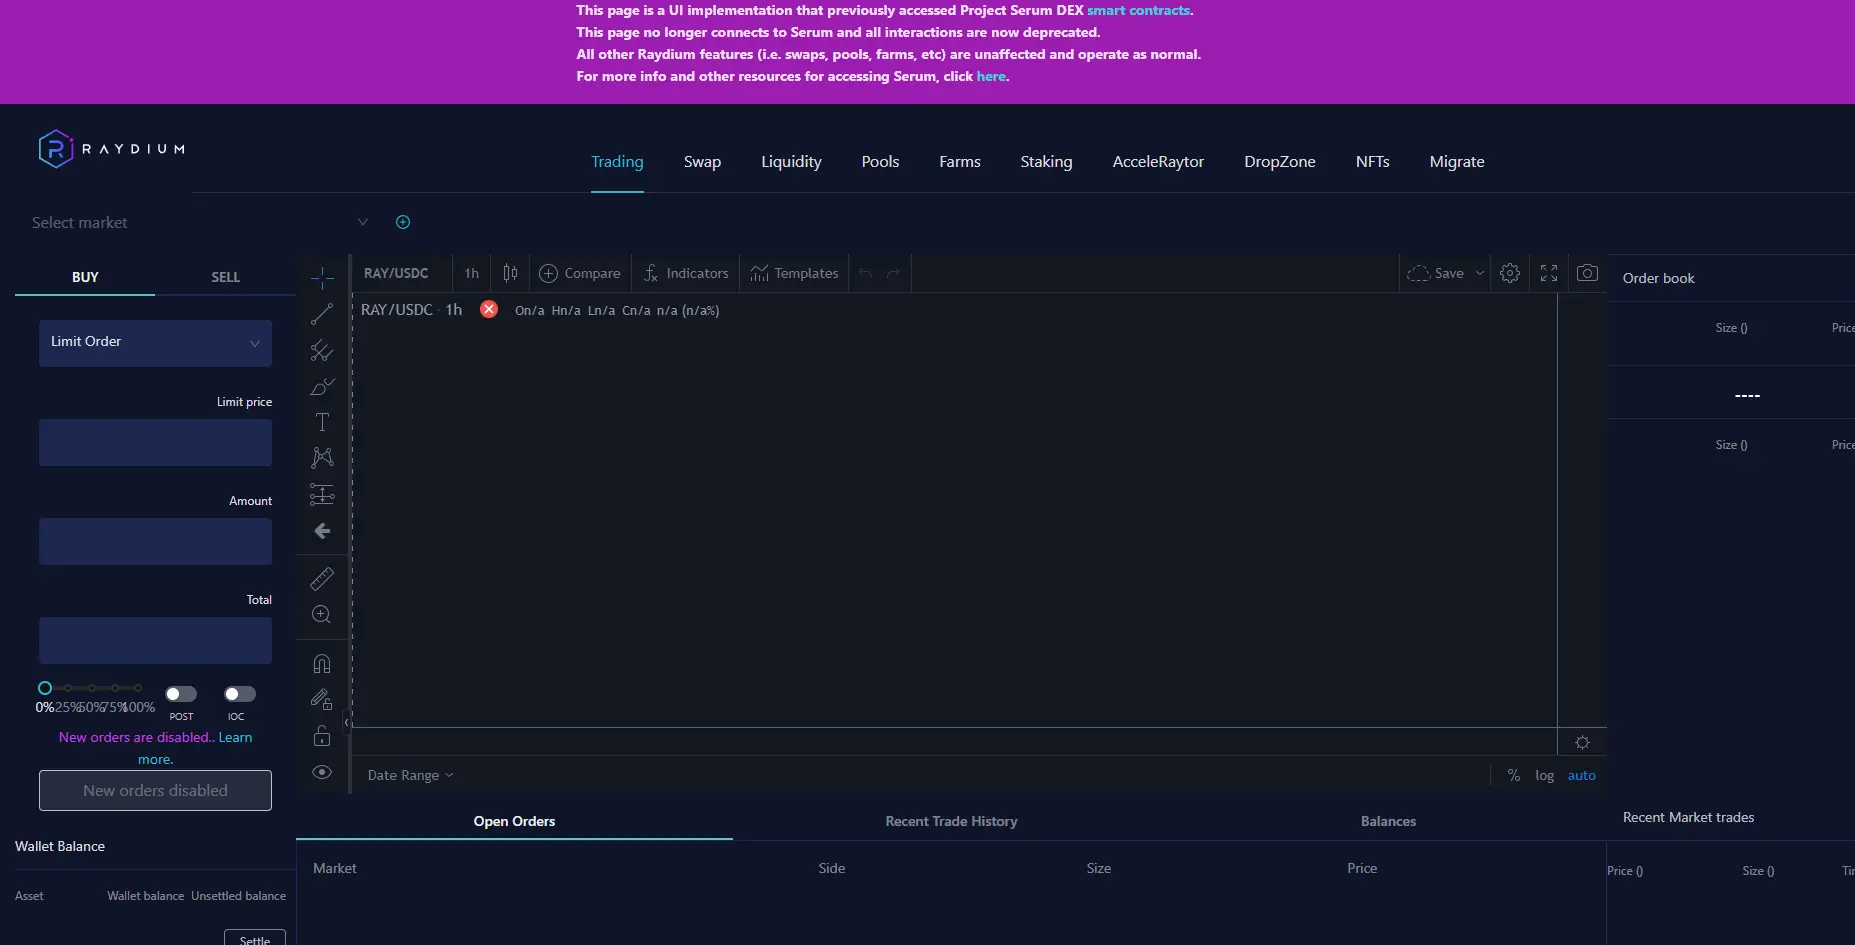 This page is a UI implementation that previously accessed Project Serum DEX smart contracts.
This page no longer connects to Serum and all interactions are now deprecated.
All other Raydium features (i.e. swaps, pools, farms, etc) are unaffected and operate as normal.
For more info and other resources for accessing Serum, click here.
RAYDIUM
Trading Swap Liquidity Pools Farms Staking AcceleRaytor DropZone NFTs Migrate
Select market
BUY SELL
Limit Order
Limit price
Amount
Total
0% 25% 50% 75% 100%
POST IOC
New orders are disabled.. Learn
more.
New orders disabled
Wallet Balance
Asset Wallet balance Unsettled balance
Settle
RAY/USDC 1h Compare Indicators Templates Save
RAY/USDC · 1h On/a Hn/a Ln/a Cn/a n/a (n/a%)
Date Range % log auto
Open Orders Recent Trade History Balances
Market Side Size Price
Order book
Size () Price
----
Size () Price
Recent Market trades
Price () Size ()